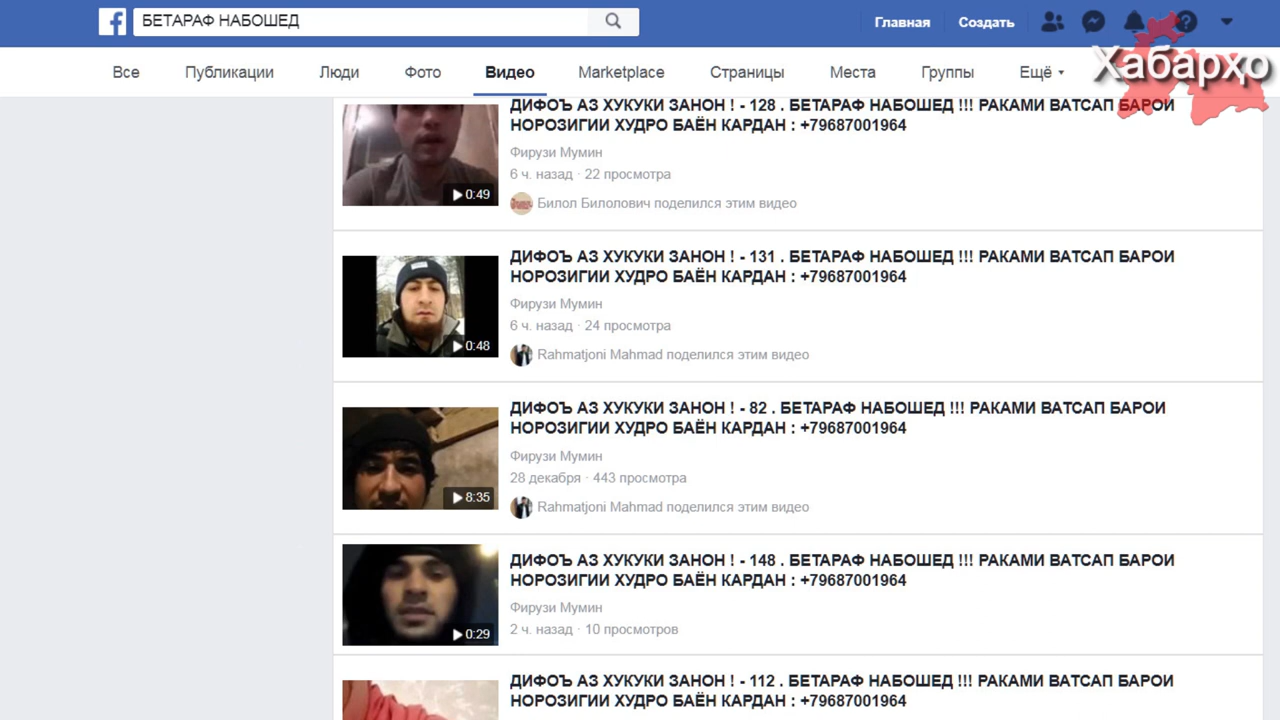 БЕТАРАФ НАБОШЕД
Главная Создать
Все Публикации Люди Фото Видео Marketplace Страницы Места Группы Ещё
Хабарҳо
ДИФОЪ АЗ ХУКУКИ ЗАНОН ! - 128 . БЕТАРАФ НАБОШЕД !!! РАКАМИ ВАТСАП БАРОИ
НОРОЗИГИИ ХУДРО БАЁН КАРДАН : +79687001964
Фирузи Мумин
6 ч. назад · 22 просмотра
0:49
Билол Билолович поделился этим видео
ДИФОЪ АЗ ХУКУКИ ЗАНОН ! - 131 . БЕТАРАФ НАБОШЕД !!! РАКАМИ ВАТСАП БАРОИ
НОРОЗИГИИ ХУДРО БАЁН КАРДАН : +79687001964
Фирузи Мумин
6 ч. назад · 24 просмотра
0:48
Rahmatjoni Mahmad поделился этим видео
ДИФОЪ АЗ ХУКУКИ ЗАНОН ! - 82 . БЕТАРАФ НАБОШЕД !!! РАКАМИ ВАТСАП БАРОИ
НОРОЗИГИИ ХУДРО БАЁН КАРДАН : +79687001964
Фирузи Мумин
28 декабря · 443 просмотра
8:35
Rahmatjoni Mahmad поделился этим видео
ДИФОЪ АЗ ХУКУКИ ЗАНОН ! - 148 . БЕТАРАФ НАБОШЕД !!! РАКАМИ ВАТСАП БАРОИ
НОРОЗИГИИ ХУДРО БАЁН КАРДАН : +79687001964
Фирузи Мумин
2 ч. назад · 10 просмотров
0:29
ДИФОЪ АЗ ХУКУКИ ЗАНОН ! - 112 . БЕТАРАФ НАБОШЕД !!! РАКАМИ ВАТСАП БАРОИ
НОРОЗИГИИ ХУДРО БАЁН КАРДАН : +79687001964